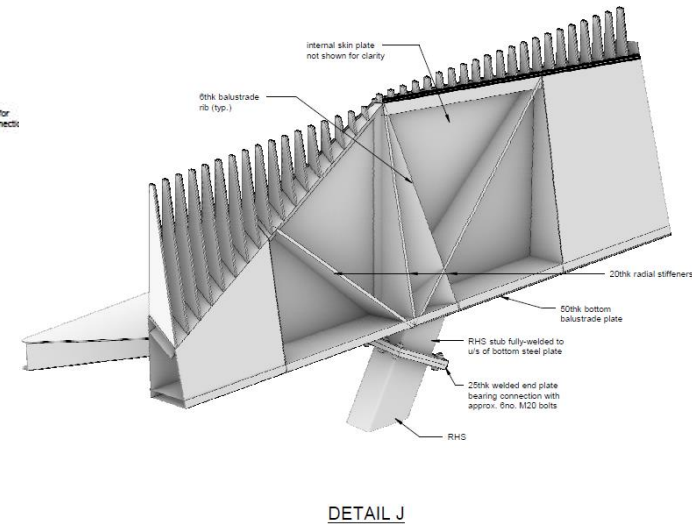 internal skin plate
not shown for clarity
for
6thk balustrade
rib (typ.)
20thk radial stiffeners
50thk bottom
balustrade plate
RHS stub fully-welded to
u/s of bottom steel plate
25thk welded end plate
bearing connection with
approx. 6no. M20 bolts
RHS
DETAIL J